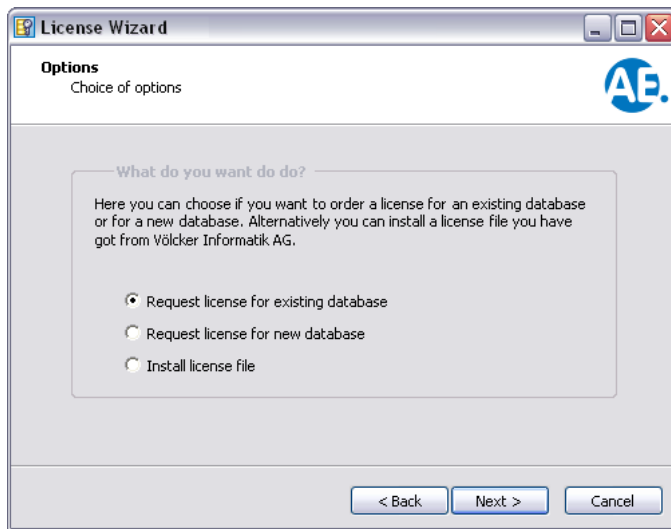 License Wizard
Options
Choice of options
AE.
What do you want do do?
Here you can choose if you want to order a license for an existing database
or for a new database. Alternatively you can install a license file you have
got from Völcker Informatik AG.
Request license for existing database
Request license for new database
Install license file
< Back Next > Cancel